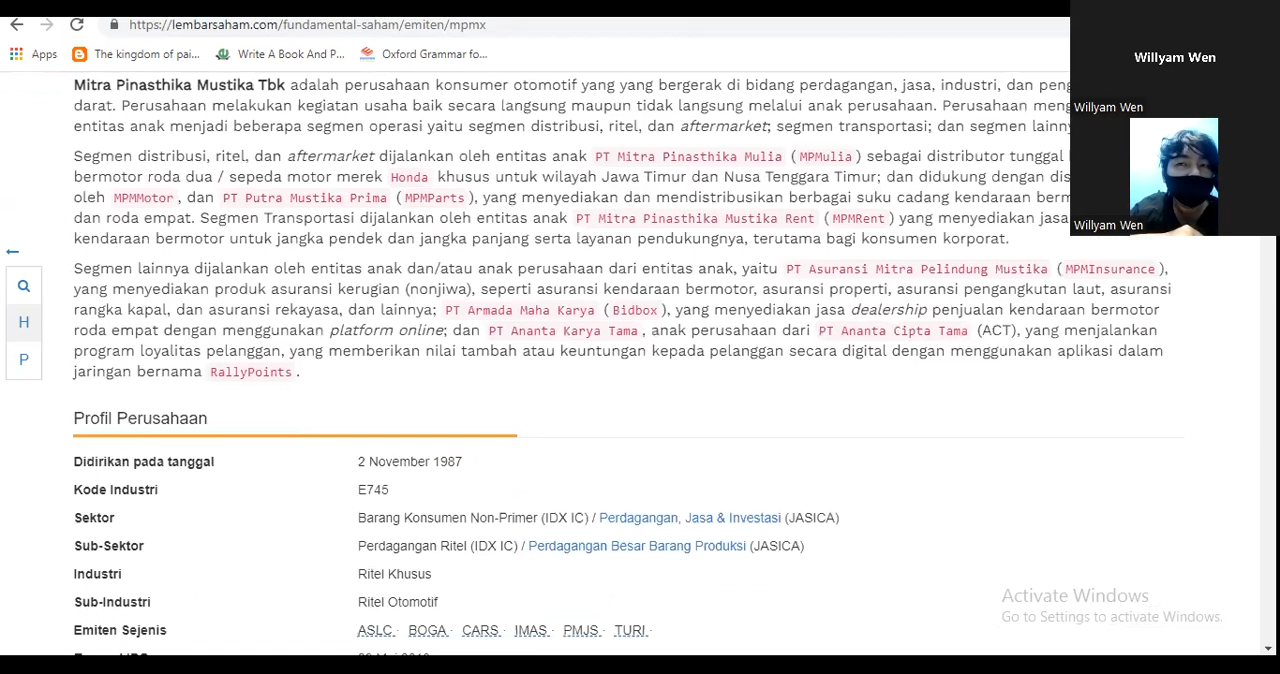 https://lembarsaham.com/fundamental-saham/emiten/mpmx
Apps The kingdom of pai... Write A Book And P... Oxford Grammar fo...
Willyam Wen
Willyam Wen
Willyam Wen
Mitra Pinasthika Mustika Tbk adalah perusahaan konsumer otomotif yang yang bergerak di bidang perdagangan, jasa, industri, dan
darat. Perusahaan melakukan kegiatan usaha baik secara langsung maupun tidak langsung melalui anak perusahaan. Perusahaan
entitas anak menjadi beberapa segmen operasi yaitu segmen distribusi, ritel, dan aftermarket; segmen transportasi; dan segmen
Segmen distribusi, ritel, dan aftermarket dijalankan oleh entitas anak PT Mitra Pinasthika Mulia (MPMulia) sebagai distributor tunggal
bermotor roda dua / sepeda motor merek Honda khusus untuk wilayah Jawa Timur dan Nusa Tenggara Timur; dan didukung dengan
oleh MPMMotor, dan PT Putra Mustika Prima (MPMParts), yang menyediakan dan mendistribusikan berbagai suku cadang kendaraan
dan roda empat. Segmen Transportasi dijalankan oleh entitas anak PT Mitra Pinasthika Mustika Rent (MPMRent) yang menyediakan jasa
kendaraan bermotor untuk jangka pendek dan jangka panjang serta layanan pendukungnya, terutama bagi konsumen korporat.
Segmen lainnya dijalankan oleh entitas anak dan/atau anak perusahaan dari entitas anak, yaitu PT Asuransi Mitra Pelindung Mustika (MPMInsurance),
yang menyediakan produk asuransi kerugian (nonjiwa), seperti asuransi kendaraan bermotor, asuransi properti, asuransi pengangkutan laut, asuransi
rangka kapal, dan asuransi rekayasa, dan lainnya; PT Armada Maha Karya (Bidbox), yang menyediakan jasa dealership penjualan kendaraan bermotor
roda empat dengan menggunakan platform online; dan PT Ananta Karya Tama, anak perusahaan dari PT Ananta Cipta Tama (ACT), yang menjalankan
program loyalitas pelanggan, yang memberikan nilai tambah atau keuntungan kepada pelanggan secara digital dengan menggunakan aplikasi dalam
jaringan bernama RallyPoints.
H
P
Profil Perusahaan
Didirikan pada tanggal 2 November 1987
Kode Industri E745
Sektor Barang Konsumen Non-Primer (IDX IC) / Perdagangan, Jasa & Investasi (JASICA)
Sub-Sektor Perdagangan Ritel (IDX IC) / Perdagangan Besar Barang Produksi (JASICA)
Industri Ritel Khusus
Sub-Industri Ritel Otomotif
Emiten Sejenis ASLC BOGA CARS IMAS PMJS TURI
Activate Windows
Go to Settings to activate Windows.